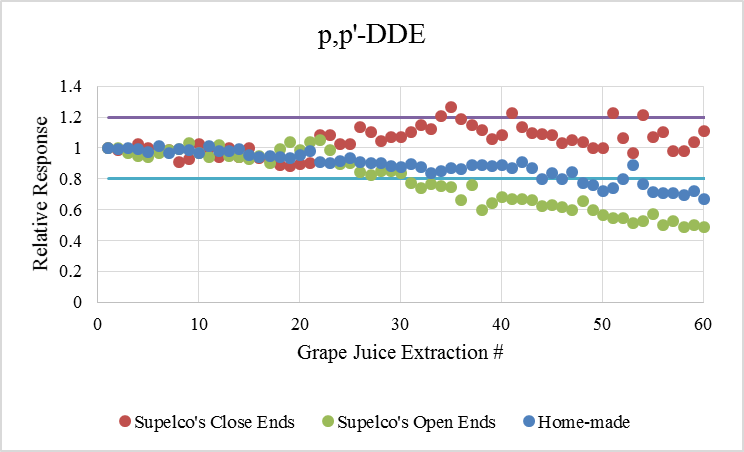 p,p'-DDE
Relative Response
1.4
1.2
1
0.8
0.6
0.4
0.2
0
0 10 20 30 40 50 60
Grape Juice Extraction #
Supelco's Close Ends Supelco's Open Ends Home-made